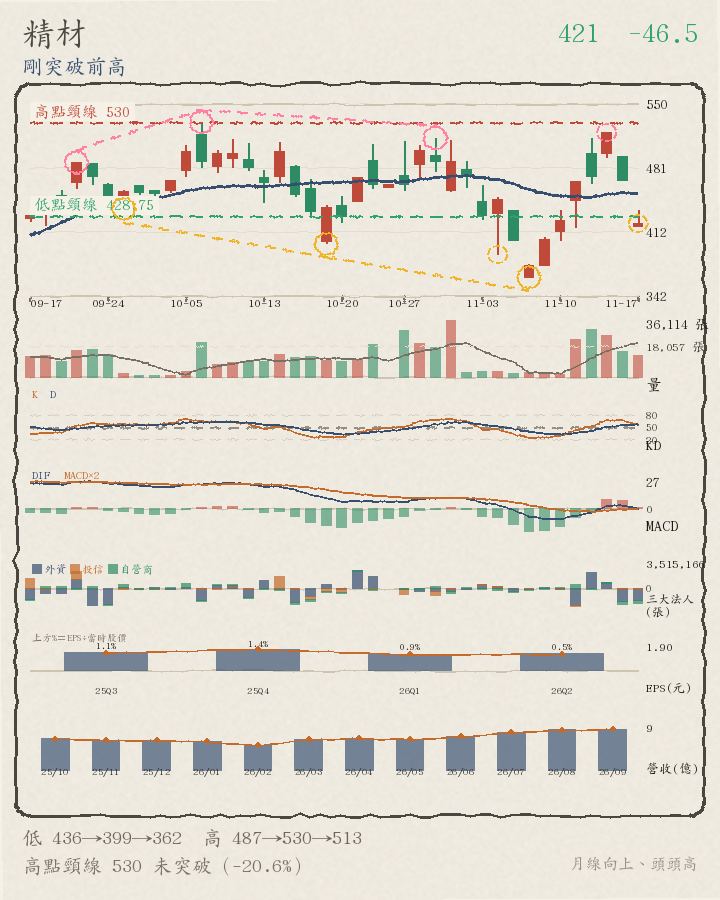 精材
421 -46.5
剛突破前高
高點頸線 530
550
481
低點頸線 428.75
412
342
09-17 09-24 10-05 10-13 10-20 10-27 11-03 11-10 11-17
36,114 張
18,057 張
量
K D
80
50
20
KD
DIF MACD×2
27
0
MACD
外資 投信 自營商
3,515,166
0
三大法人
(張)
上方%=EPS÷當時股價
1.1% 1.4% 0.9% 0.5%
1.90
25Q3 25Q4 26Q1 26Q2
EPS(元)
9
25/10 25/11 25/12 26/01 26/02 26/03 26/04 26/05 26/06 26/07 26/08 26/09
營收(億)
低 436→399→362 高 487→530→513
高點頸線 530 未突破 (-20.6%)
月線向上、頭頭高